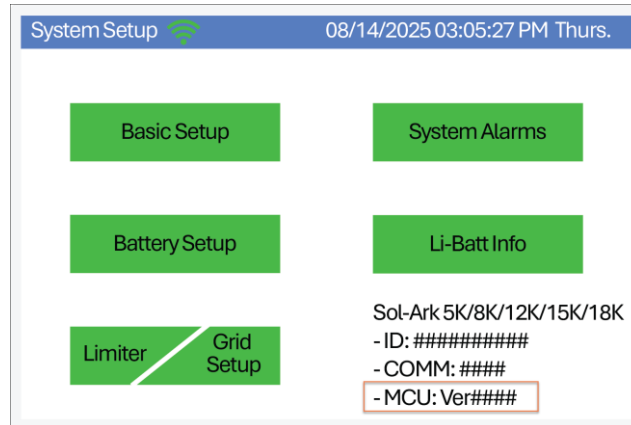 System Setup
08/14/2025 03:05:27 PM Thurs.
Basic Setup
System Alarms
Battery Setup
Li-Batt Info
Limiter
Grid
Setup
Sol-Ark 5K/8K/12K/15K/18K
- ID: ##########
- COMM: ####
- MCU: Ver####